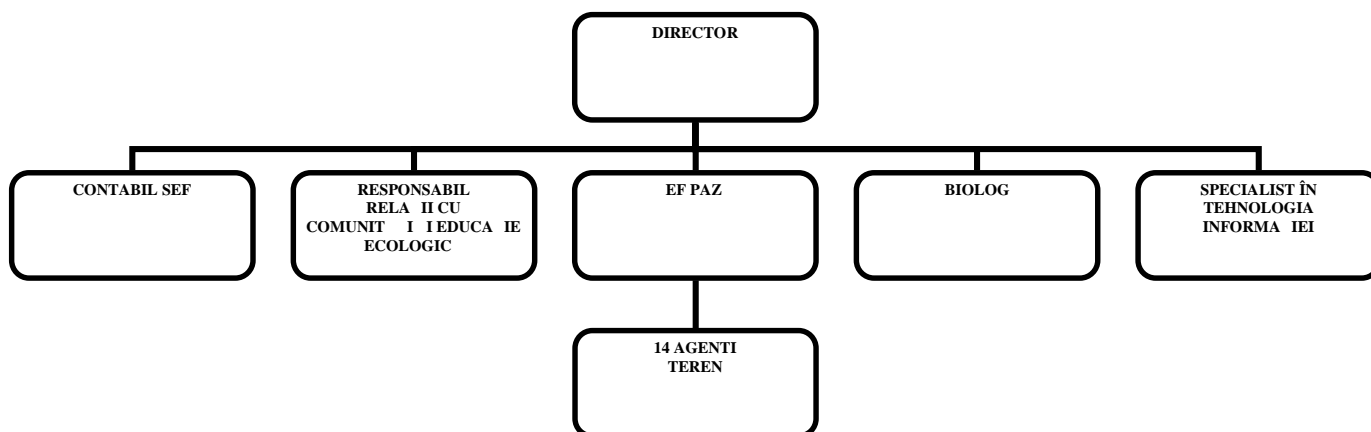 DIRECTOR
CONTABIL SEF
RESPONSABIL
RELA II CU
COMUNIT I I EDUCA IE
ECOLOGIC
EF PAZ
BIOLOG
SPECIALIST ÎN
TEHNOLOGIA
INFORMA IEI
14 AGENTI
TEREN